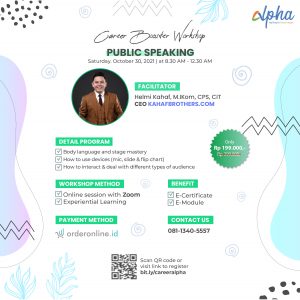 alpha
Career Booster Workshop
PUBLIC SPEAKING
Saturday, October 30, 2021 | at 8.30 AM - 12.30 AM
FACILITATOR
Helmi Kahaf, M.IKom, CPS, CIT
CEO KAHAFBROTHERS.COM
DETAIL PROGRAM
Body language and stage mastery
How to use devices (mic, slide & flip chart)
How to interact & deal with different types of audience
Only
Rp 199.000,-
WORKSHOP METHOD
Online session with Zoom
Experiential Learning
BENEFIT
E-Certificate
E-Module
PAYMENT METHOD
orderonline.id
CONTACT US
081-1340-5557
Scan QR code or
visit link to register
bit.ly/careeralpha